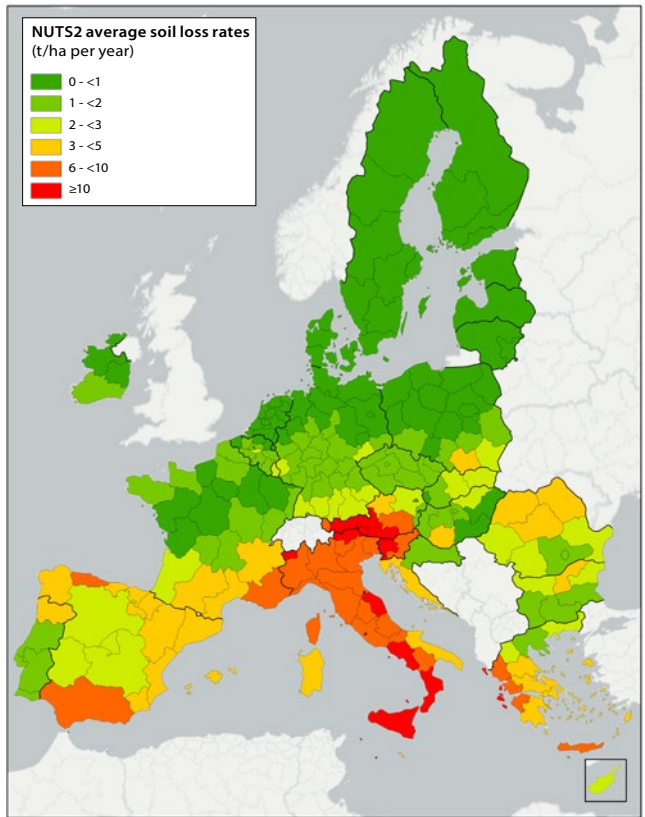 NUTS2 average soil loss rates
(t/ha per year)
0 - <1
1 - <2
2 - <3
3 - <5
6 - <10
≥10